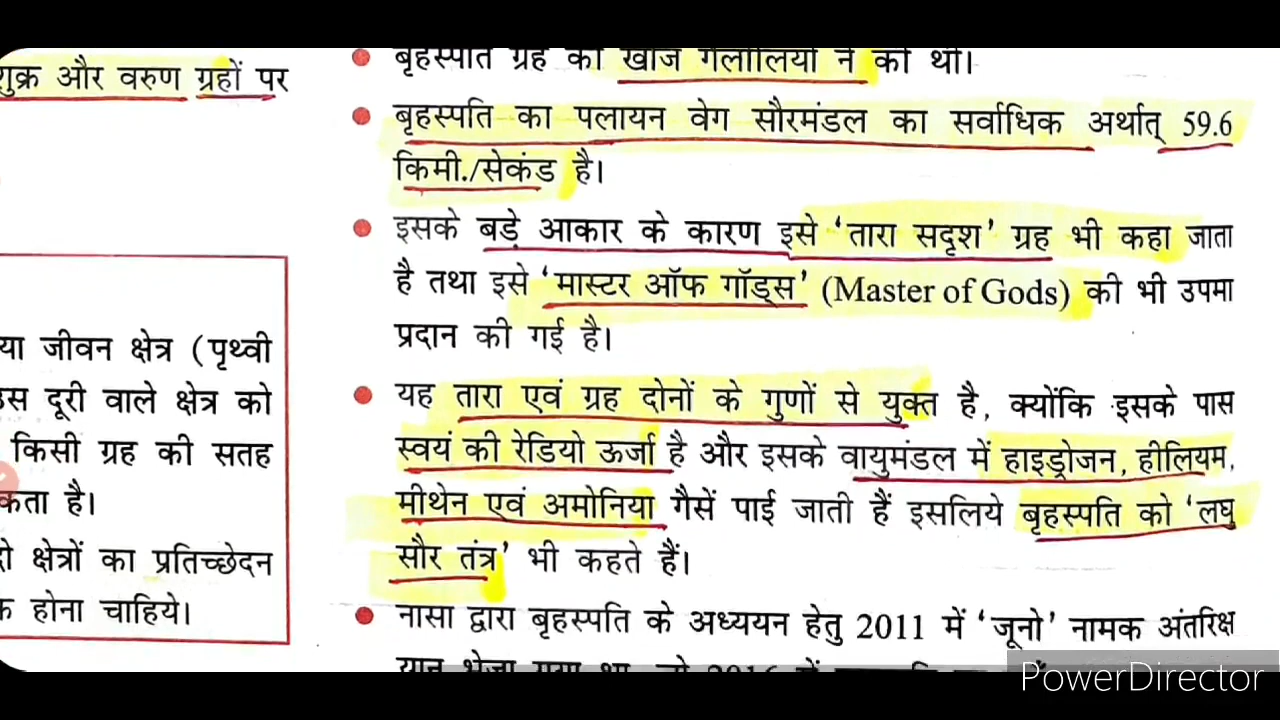 शुक्र और वरुण ग्रहों पर
या जीवन क्षेत्र (पृथ्वी
उस दूरी वाले क्षेत्र को
किसी ग्रह की सतह
कता है।
दो क्षेत्रों का प्रतिच्छेदन
क होना चाहिये।
बृहस्पति ग्रह की खोज गैलीलियो ने की थी।
बृहस्पति का पलायन वेग सौरमंडल का सर्वाधिक अर्थात् 59.6
किमी./सेकंड है।
इसके बड़े आकार के कारण इसे ‘तारा सदृश’ ग्रह भी कहा जाता
है तथा इसे ‘मास्टर ऑफ गॉड्स’ (Master of Gods) की भी उपमा
प्रदान की गई है।
यह तारा एवं ग्रह दोनों के गुणों से युक्त है, क्योंकि इसके पास
स्वयं की रेडियो ऊर्जा है और इसके वायुमंडल में हाइड्रोजन, हीलियम,
मीथेन एवं अमोनिया गैसें पाई जाती हैं इसलिये बृहस्पति को ‘लघु
सौर तंत्र’ भी कहते हैं।
नासा द्वारा बृहस्पति के अध्ययन हेतु 2011 में ‘जूनो’ नामक अंतरिक्ष
यान भेजा गया था, जो 2016 में
PowerDirector